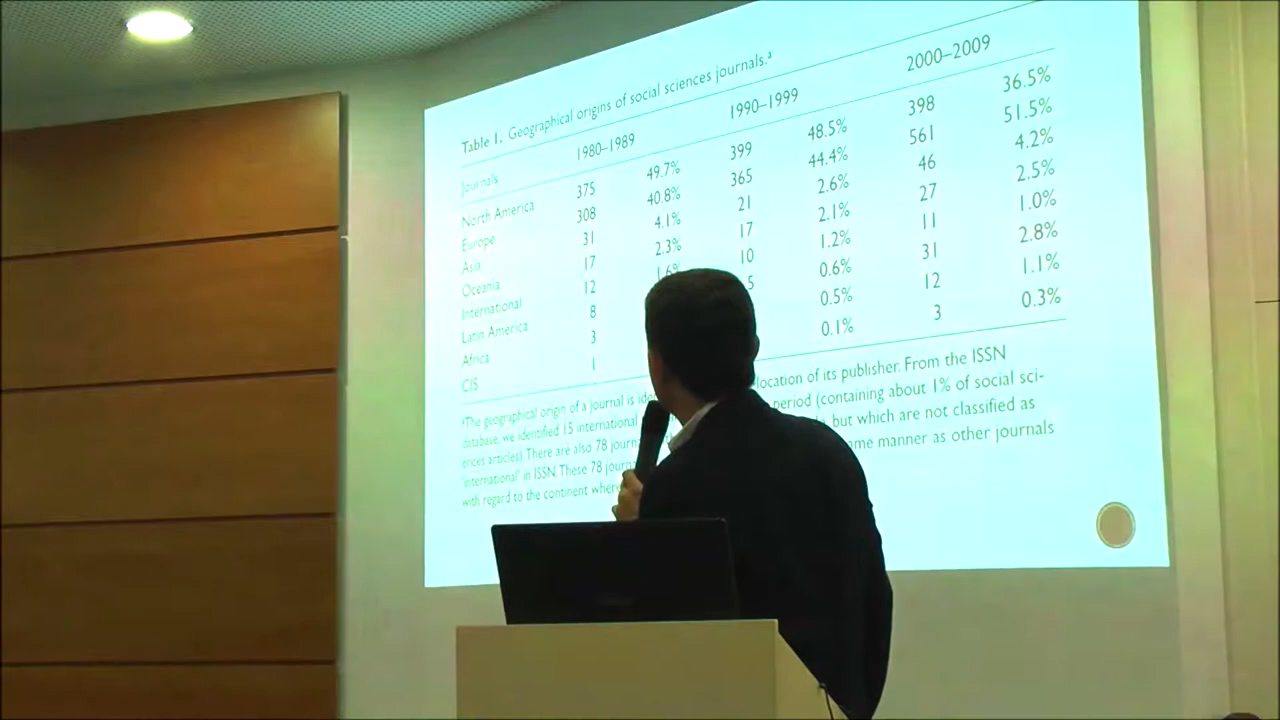 Table 1. Geographical origins of social sciences journals.ª
1980–1989 1990–1999 2000–2009
Journals
North America 375 49.7% 399 48.5% 398 36.5%
Europe 308 40.8% 365 44.4% 561 51.5%
Asia 31 4.1% 21 2.6% 46 4.2%
Oceania 17 2.3% 17 2.1% 27 2.5%
International 12 1.6% 10 1.2% 11 1.0%
Latin America 8 5 0.6% 31 2.8%
Africa 3 0.5% 12 1.1%
CIS 1 0.1% 3 0.3%
ªThe geographical origin of a journal is location of its publisher. From the ISSN
database, we identified 15 international period (containing about 1% of social sci-
ences articles). There are also 78 but which are not classified as
'international' in ISSN. These 78 manner as other journals
with regard to the continent